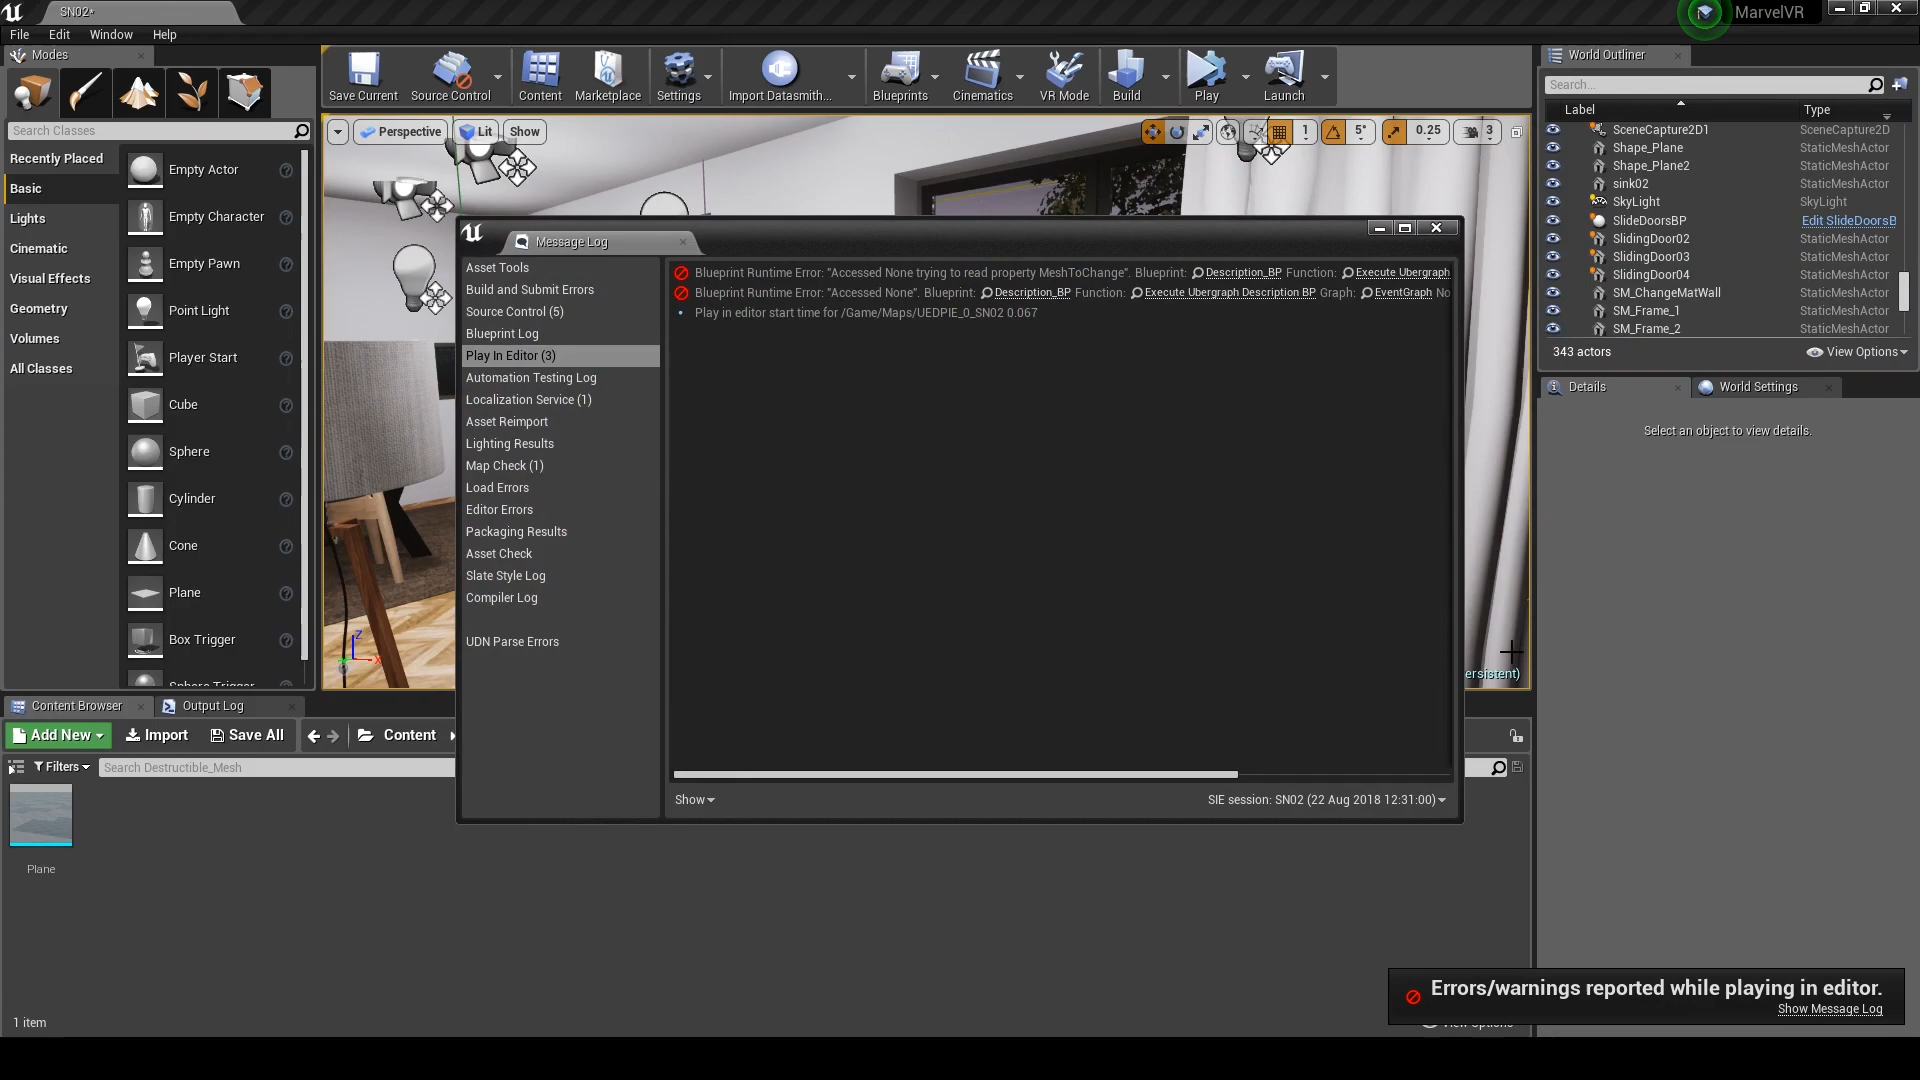 SN02*
MarvelVR
File
Edit
Window
Help
Modes
Search Classes
Recently Placed
Basic
Lights
Cinematic
Visual Effects
Geometry
Volumes
All Classes
Empty Actor
Empty Character
Empty Pawn
Point Light
Player Start
Cube
Sphere
Cylinder
Cone
Plane
Box Trigger
Sphere Trigger
Save Current
Source Control
Content
Marketplace
Settings
Import Datasmith...
Blueprints
Cinematics
VR Mode
Build
Play
Launch
Perspective
Lit
Show
1
5°
0.25
3
Message Log
Asset Tools
Build and Submit Errors
Source Control (5)
Blueprint Log
Play In Editor (3)
Automation Testing Log
Localization Service (1)
Asset Reimport
Lighting Results
Map Check (1)
Load Errors
Editor Errors
Packaging Results
Asset Check
Slate Style Log
Compiler Log
UDN Parse Errors
Blueprint Runtime Error: "Accessed None trying to read property MeshToChange". Blueprint: Description_BP Function: Execute Ubergraph
Blueprint Runtime Error: "Accessed None". Blueprint: Description_BP Function: Execute Ubergraph Description BP Graph: EventGraph No
Play in editor start time for /Game/Maps/UEDPIE_0_SN02 0.067
Show
SIE session: SN02 (22 Aug 2018 12:31:00)
ersistent)
Z
X
World Outliner
Search...
Label
Type
SceneCapture2D1 SceneCapture2D
Shape_Plane StaticMeshActor
Shape_Plane2 StaticMeshActor
sink02 StaticMeshActor
SkyLight SkyLight
SlideDoorsBP Edit SlideDoorsB
SlidingDoor02 StaticMeshActor
SlidingDoor03 StaticMeshActor
SlidingDoor04 StaticMeshActor
SM_ChangeMatWall StaticMeshActor
SM_Frame_1 StaticMeshActor
SM_Frame_2 StaticMeshActor
343 actors
View Options
Details
World Settings
Select an object to view details.
Content Browser
Output Log
Add New
Import
Save All
Content
Filters
Search Destructible_Mesh
Plane
1 item
View Options
Errors/warnings reported while playing in editor.
Show Message Log